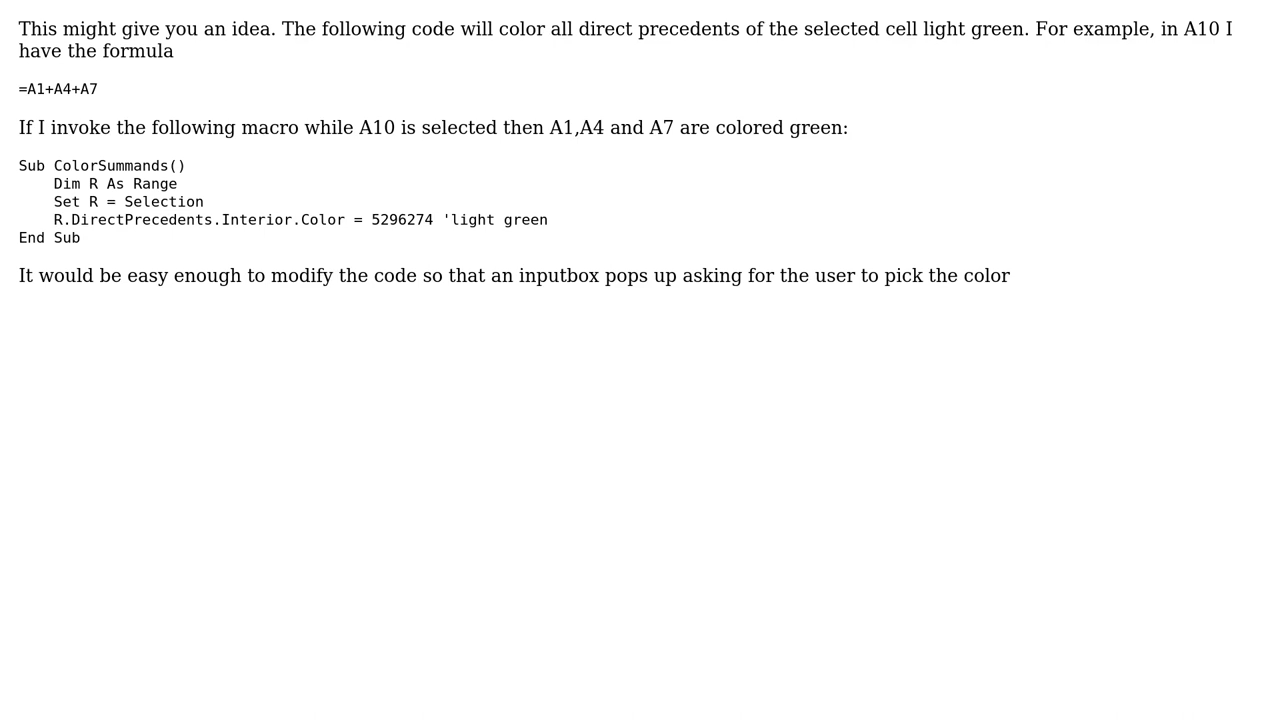 This might give you an idea. The following code will color all direct precedents of the selected cell light green. For example, in A10 I
have the formula
=A1+A4+A7
If I invoke the following macro while A10 is selected then A1,A4 and A7 are colored green:
Sub ColorSummands()
    Dim R As Range
    Set R = Selection
    R.DirectPrecedents.Interior.Color = 5296274 'light green
End Sub
It would be easy enough to modify the code so that an inputbox pops up asking for the user to pick the color